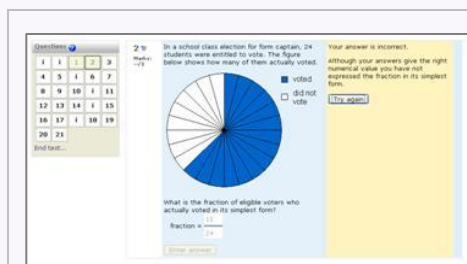 Questions
i i 1 2 3
4 5 i 6 7
8 9 10 i 11
12 13 14 i 15
16 17 i 18 19
20 21
End test...
2
Marks:
--/3
In a school class election for form captain, 24
students were entitled to vote. The figure
below shows how many of them actually voted.
voted
did not
vote
What is the fraction of eligible voters who
actually voted in its simplest form?
fraction =
24
Enter answer
Your answer is incorrect.
Although your answers give the right
numerical value you have not
expressed the fraction in its simplest
form.
Try again